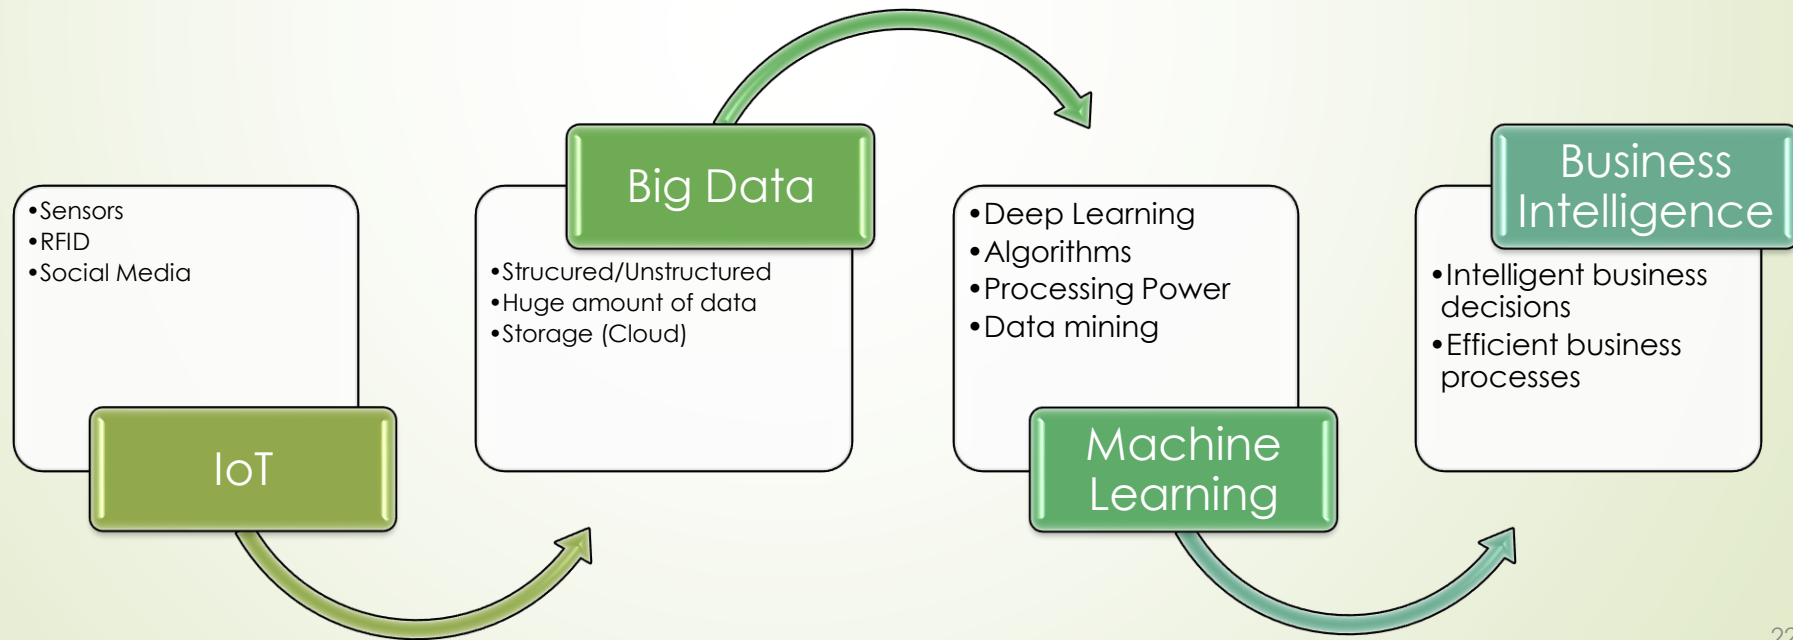 •Sensors
•RFID
•Social Media
IoT
Big Data
•Strucured/Unstructured
•Huge amount of data
•Storage (Cloud)
•Deep Learning
•Algorithms
•Processing Power
•Data mining
Machine
Learning
Business
Intelligence
•Intelligent business
decisions
•Efficient business
processes
22